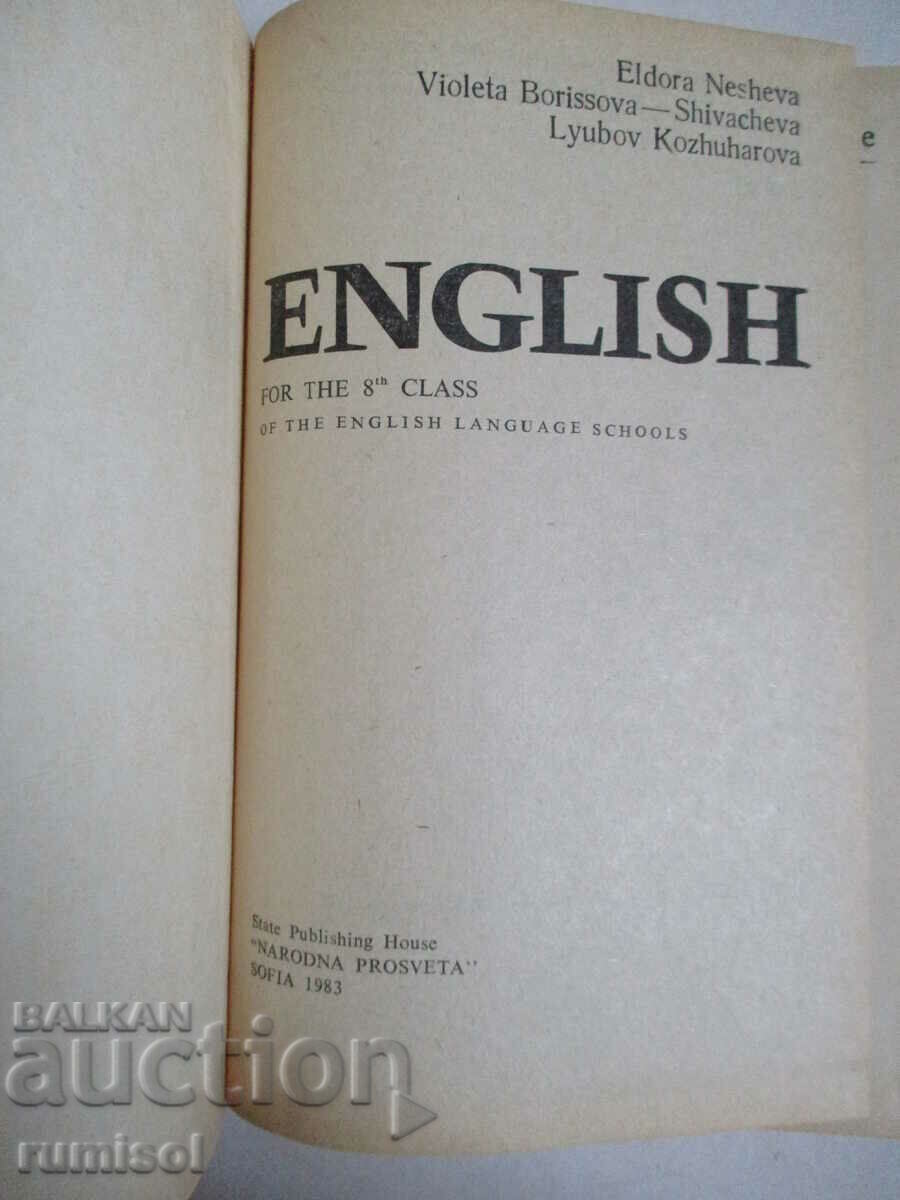 Eldora Nesheva
Violeta Borissova—Shivacheva
Lyubov Kozhuharova
e
ENGLISH
FOR THE 8th CLASS
OF THE ENGLISH LANGUAGE SCHOOLS
State Publishing House
"NARODNA PROSVETA"
SOFIA 1983
BALKAN
auction
rumisol